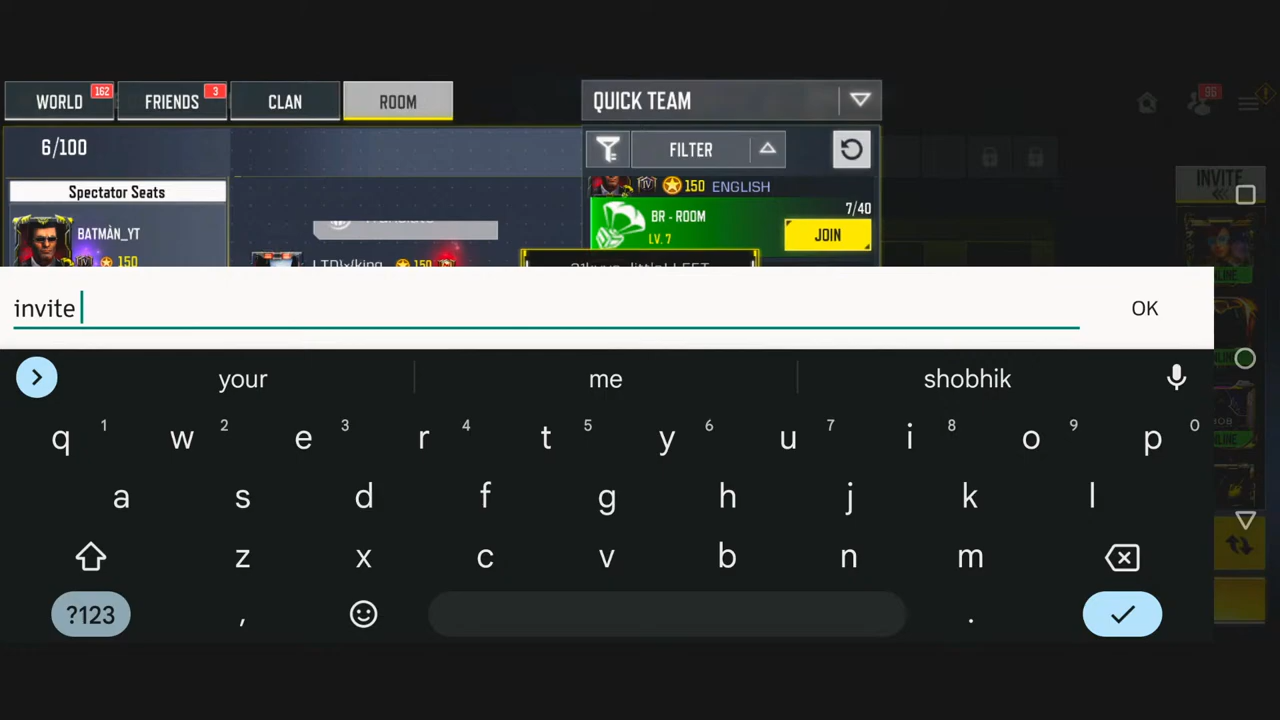 WORLD 162 FRIENDS 3 CLAN ROOM
QUICK TEAM
6/100
FILTER
Spectator Seats
150 ENGLISH
BR - ROOM 7/40
LV. 7
JOIN
BATMÀN_YT
150
150
LEFT
96
INVITE
invite
OK
your me shobhik
q 1 w 2 e 3 r 4 t 5 y 6 u 7 i 8 o 9 p 0
a s d f g h j k l
z x c v b n m
?123 , .